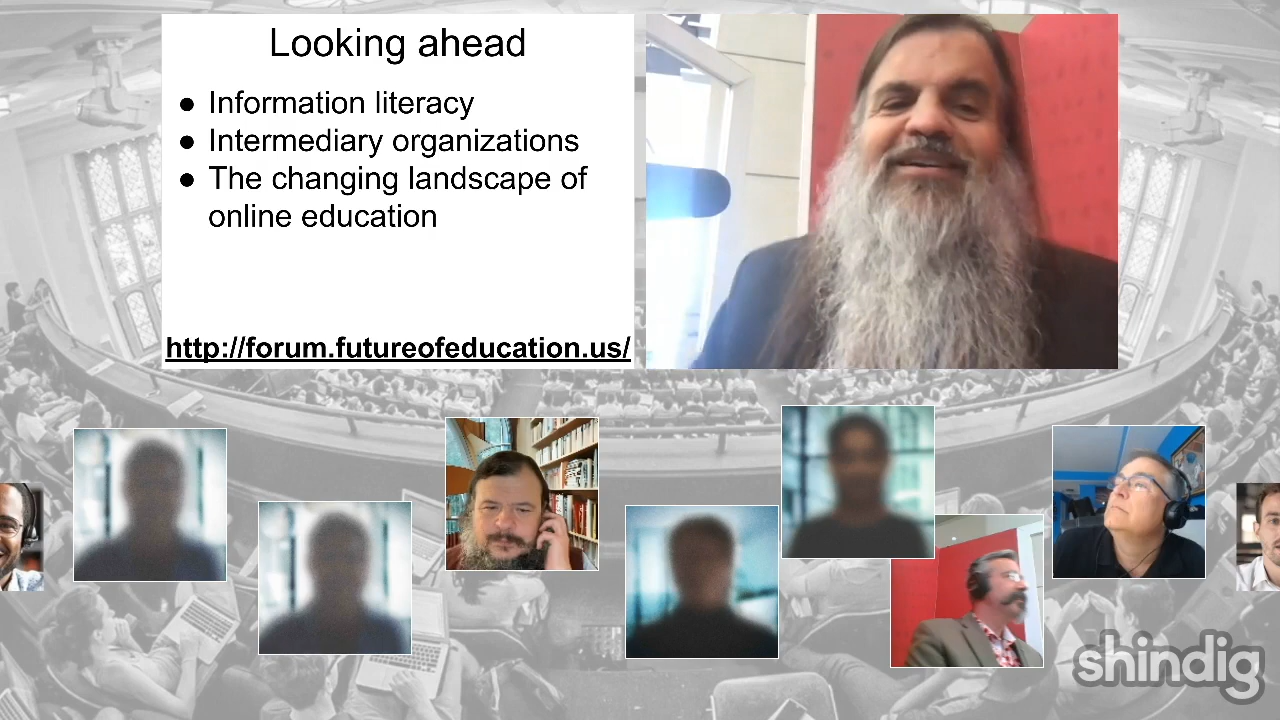 Looking ahead
● Information literacy
● Intermediary organizations
● The changing landscape of
online education
http://forum.futureofeducation.us/
shindig